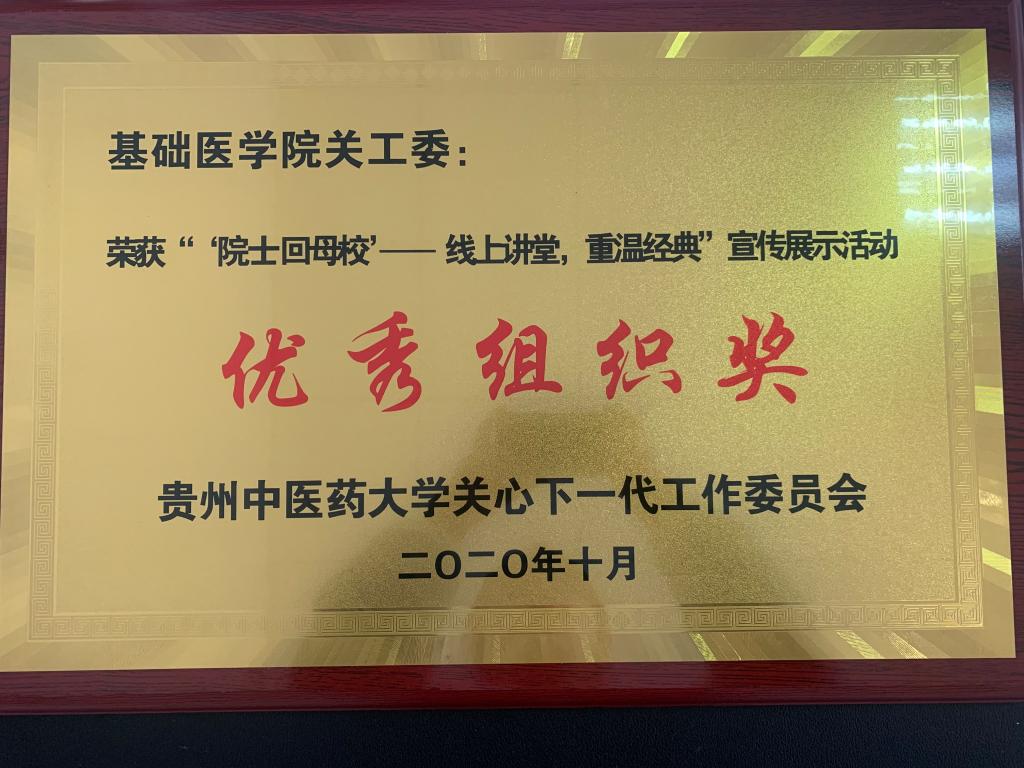 基础医学院关工委：
荣获“‘院士回母校’——线上讲堂，重温经典”宣传展示活动
优秀组织奖
贵州中医药大学关心下一代工作委员会
二〇二〇年十月